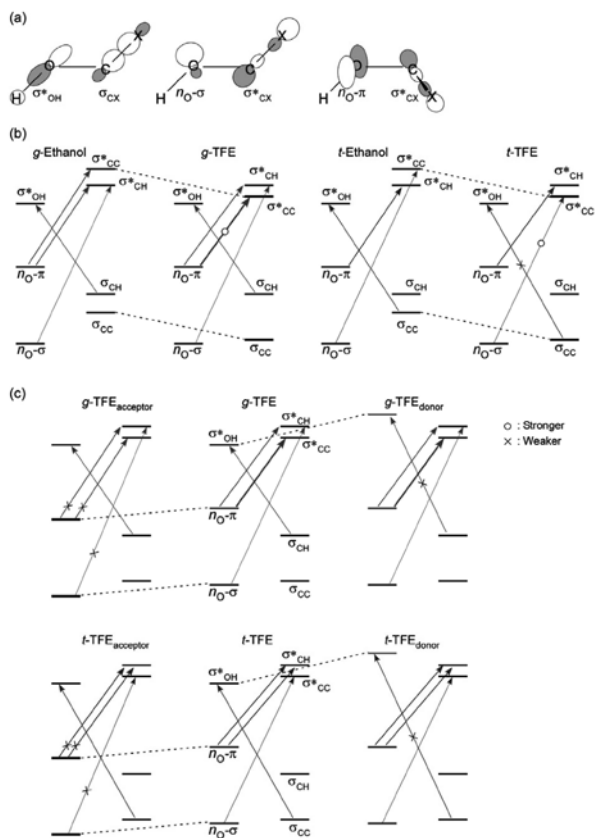 (a)
H O C X
σ*OH σ*CX
H O C X
nO-σ σ*CX
H O C X
nO-π σ*CX
(b)
g-Ethanol g-TFE t-Ethanol t-TFE
σ*CC σ*CH σ*OH nO-π σCH σCC nO-σ
σ*OH σ*CH σ*CC nO-π σCH nO-σ σCC
σ*CC σ*OH σ*CH nO-π σCH σCC nO-σ
σ*CH σ*OH σ*CC nO-π σCH nO-σ σCC
(c)
g-TFEacceptor g-TFE g-TFEdonor
σ*CH
σ*OH σ*CC
nO-π
σCH
nO-σ σCC
o : Stronger
× : Weaker
t-TFEacceptor t-TFE t-TFEdonor
σ*CH
σ*OH σ*CC
nO-π
σCH
nO-σ σCC